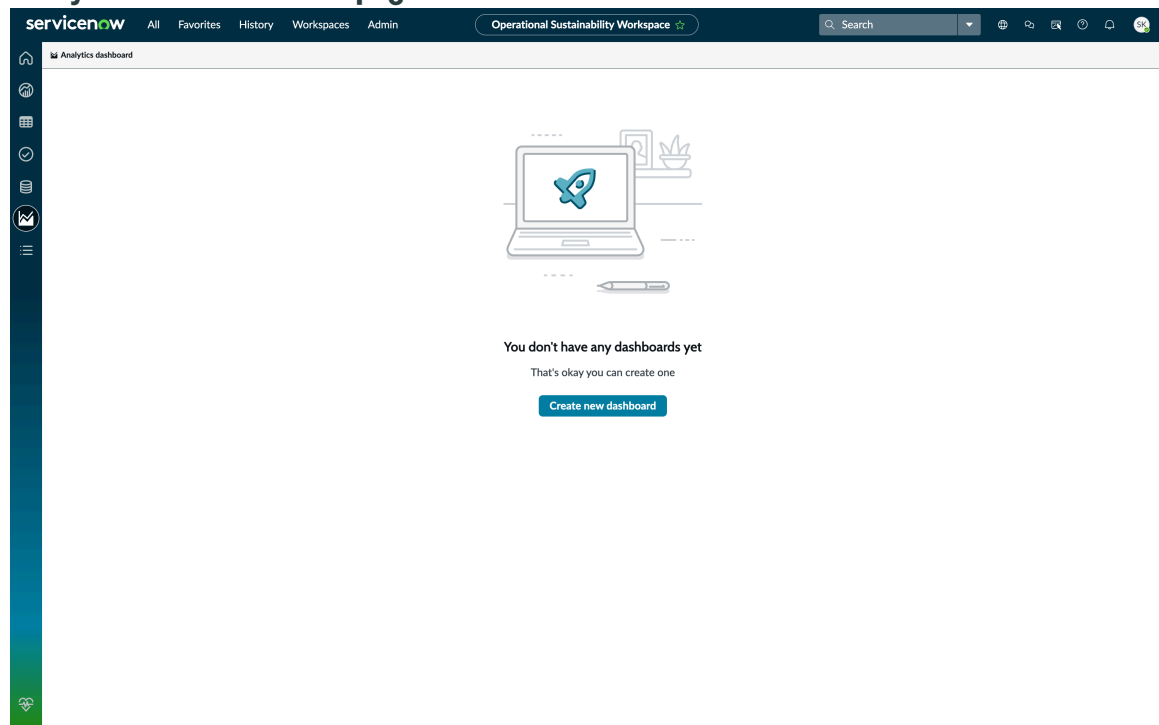 servicenow All Favorites History Workspaces Admin Operational Sustainability Workspace Search SK
Analytics dashboard
You don't have any dashboards yet
That's okay you can create one
Create new dashboard